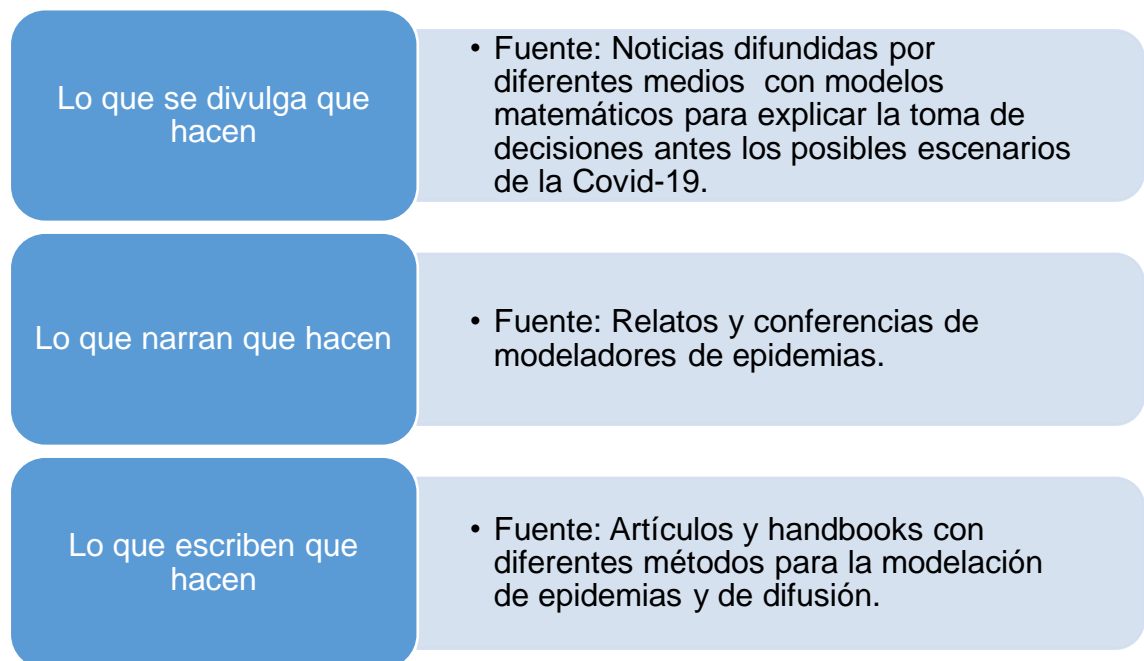 Lo que se divulga que
hacen
• Fuente: Noticias difundidas por
diferentes medios con modelos
matemáticos para explicar la toma de
decisiones antes los posibles escenarios
de la Covid-19.
Lo que narran que hacen
• Fuente: Relatos y conferencias de
modeladores de epidemias.
Lo que escriben que
hacen
• Fuente: Artículos y handbooks con
diferentes métodos para la modelación
de epidemias y de difusión.